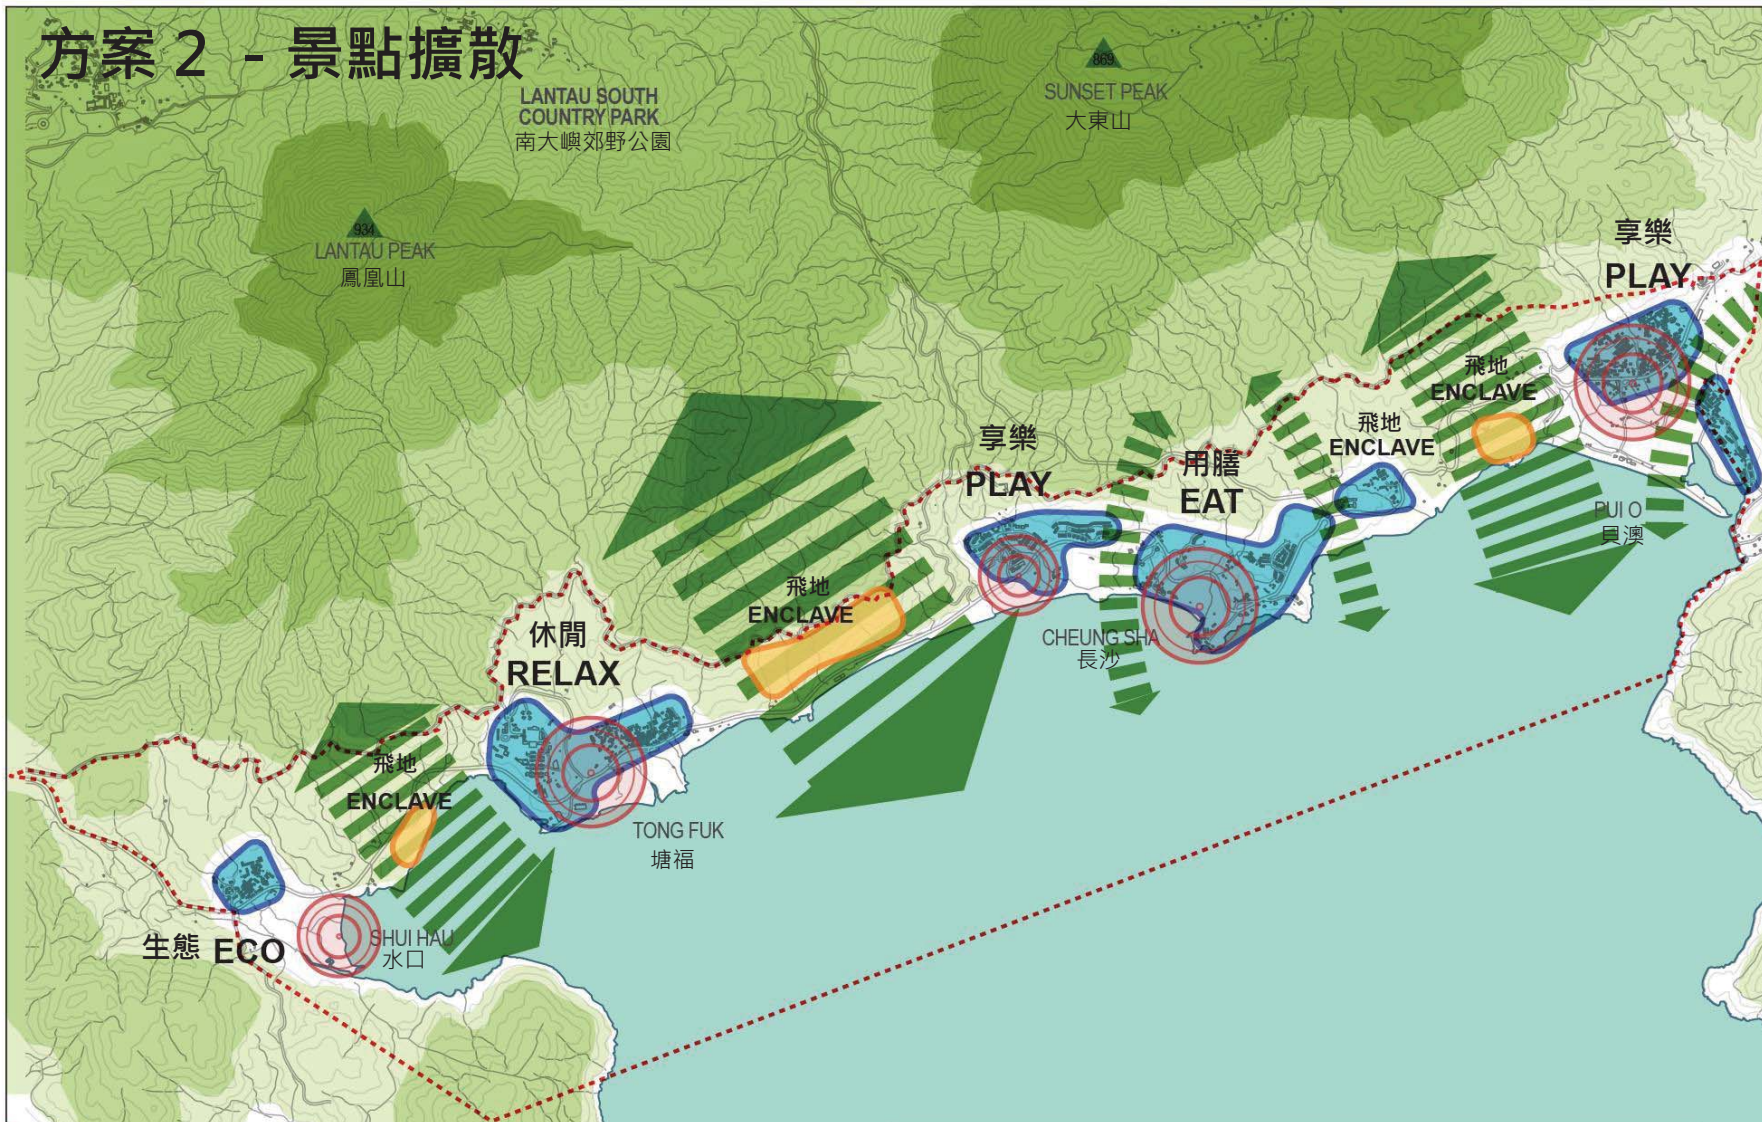 方案 2 - 景點擴散
LANTAU SOUTH
COUNTRY PARK
南大嶼郊野公園
869
SUNSET PEAK
大東山
934
LANTAU PEAK
鳳凰山
享樂
PLAY
飛地
ENCLAVE
飛地
ENCLAVE
享樂
PLAY
用膳
EAT
PUI O
貝澳
飛地
ENCLAVE
休閒
RELAX
CHEUNG SHA
長沙
飛地
ENCLAVE
TONG FUK
塘福
生態 ECO
SHUI HAU
水口